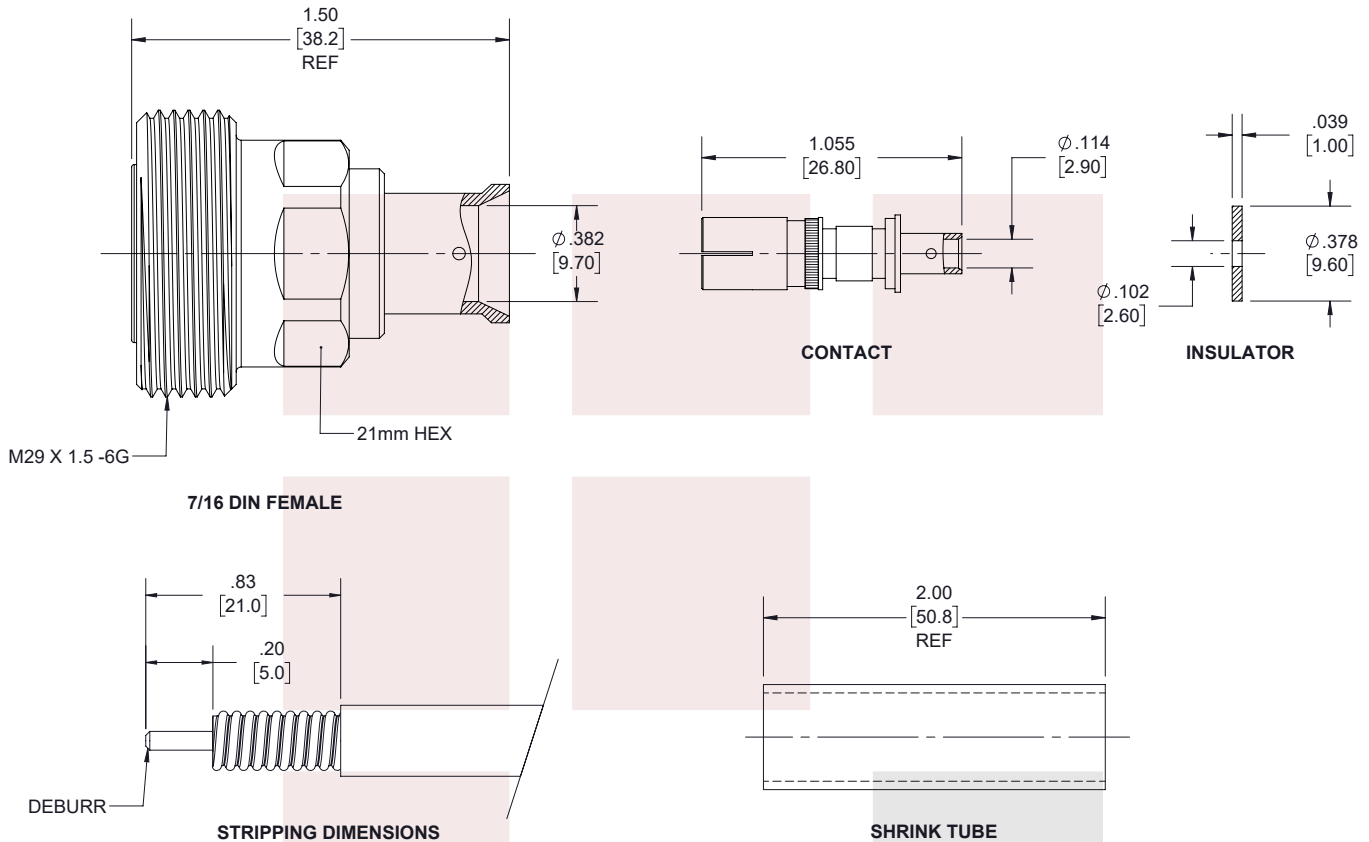 1.50
[38.2]
REF
Ø.382
[9.70]
21mm HEX
M29 X 1.5 -6G
7/16 DIN FEMALE
1.055
[26.80]
Ø.114
[2.90]
CONTACT
.039
[1.00]
Ø.378
[9.60]
Ø.102
[2.60]
INSULATOR
.83
[21.0]
.20
[5.0]
DEBURR
STRIPPING DIMENSIONS
2.00
[50.8]
REF
SHRINK TUBE